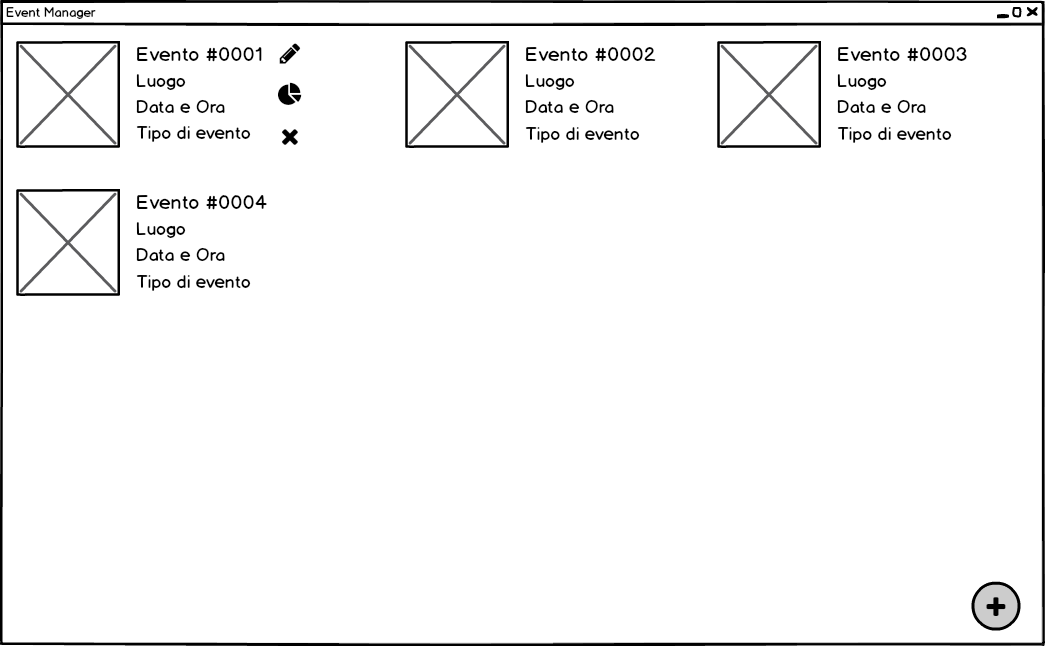 Event Manager
Evento #0001
Luogo
Data e Ora
Tipo di evento
Evento #0002
Luogo
Data e Ora
Tipo di evento
Evento #0003
Luogo
Data e Ora
Tipo di evento
Evento #0004
Luogo
Data e Ora
Tipo di evento